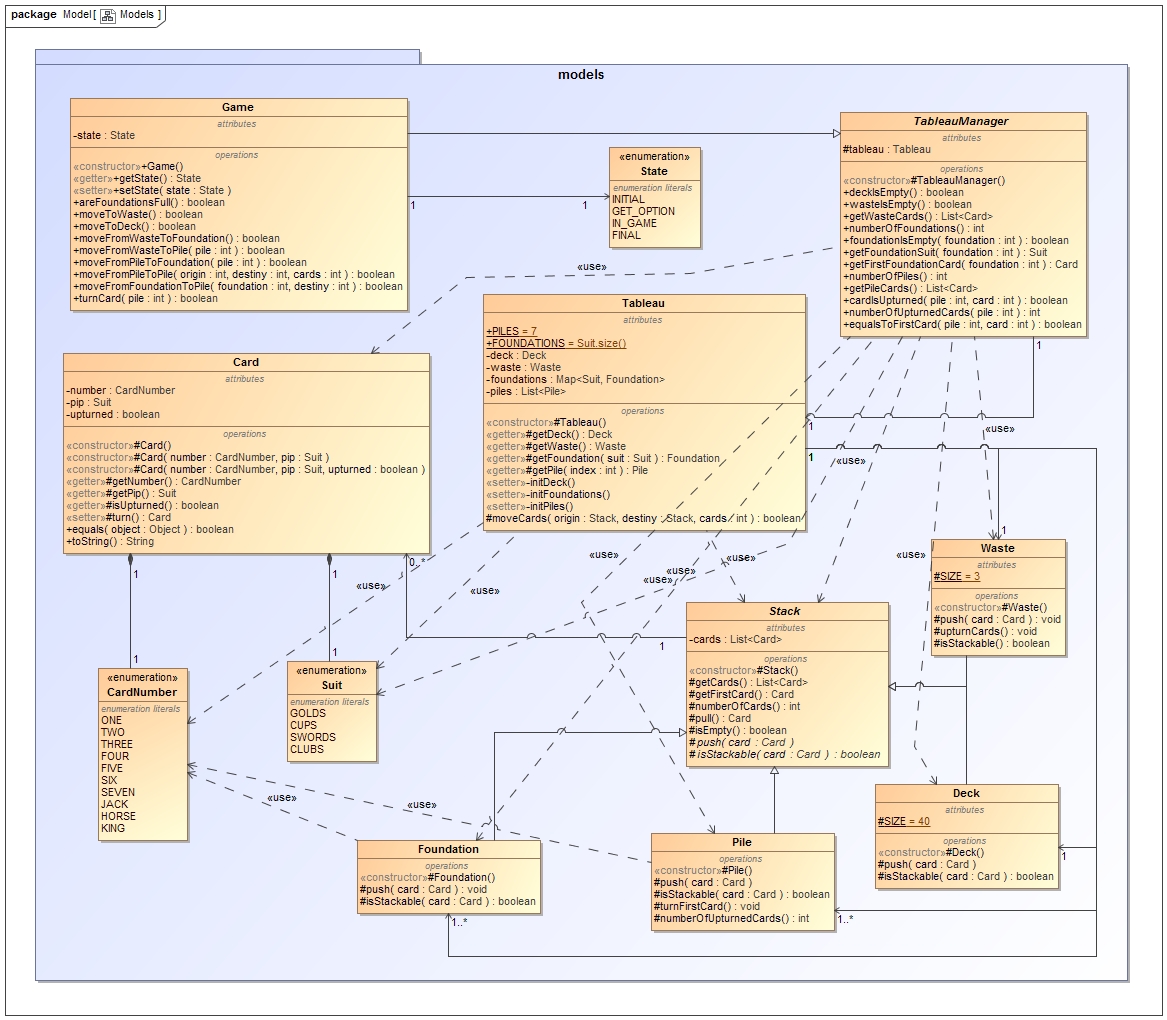 package Model[ Models ]
models
Game
attributes
-state : State
operations
«constructor»+Game()
«getter»+getState() : State
«setter»+setState( state : State )
+areFoundationsFull() : boolean
+moveToWaste() : boolean
+moveToDeck() : boolean
+moveFromWasteToFoundation() : boolean
+moveFromWasteToPile( pile : int ) : boolean
+moveFromPileToFoundation( pile : int ) : boolean
+moveFromPileToPile( origin : int, destiny : int, cards : int ) : boolean
+moveFromFoundationToPile( foundation : int, destiny : int ) : boolean
+turnCard( pile : int ) : boolean
1
1
«enumeration»
State
enumeration literals
INITIAL
GET_OPTION
IN_GAME
FINAL
TableauManager
attributes
#tableau : Tableau
operations
«constructor»#TableauManager()
+deckIsEmpty() : boolean
+wasteIsEmpty() : boolean
+getWasteCards() : List<Card>
+numberOfFoundations() : int
+foundationIsEmpty( foundation : int ) : boolean
+getFoundationSuit( foundation : int ) : Suit
+getFirstFoundationCard( foundation : int ) : Card
+numberOfPiles() : int
+getPileCards() : List<Card>
+cardIsUpturned( pile : int, card : int ) : boolean
+numberOfUpturnedCards( pile : int ) : int
+equalsToFirstCard( pile : int, card : int ) : boolean
1
«use»
Tableau
attributes
+PILES = 7
+FOUNDATIONS = Suit.size()
-deck : Deck
-waste : Waste
-foundations : Map<Suit, Foundation>
-piles : List<Pile>
operations
«constructor»#Tableau()
«getter»#getDeck() : Deck
«getter»#getWaste() : Waste
«getter»#getFoundation( suit : Suit ) : Foundation
«getter»#getPile( index : int ) : Pile
«setter»-initDeck()
«setter»-initFoundations()
«setter»-initPiles()
#moveCards( origin : Stack, destiny : Stack, cards : int ) : boolean
1
1
«use»
«use»
Card
attributes
-number : CardNumber
-pip : Suit
-upturned : boolean
operations
«constructor»#Card()
«constructor»#Card( number : CardNumber, pip : Suit )
«constructor»#Card( number : CardNumber, pip : Suit, upturned : boolean )
«getter»#getNumber() : CardNumber
«getter»#getPip() : Suit
«getter»#isUpturned() : boolean
«setter»#turn() : Card
+equals( object : Object ) : boolean
+toString() : String
1
1
0..*
«use»
«use»
«use»
«use»
«use»
«use»
«use»
1
Waste
attributes
#SIZE = 3
operations
«constructor»#Waste()
#push( card : Card ) : void
#upturnCards() : void
#isStackable() : boolean
Stack
attributes
-cards : List<Card>
operations
«constructor»#Stack()
#getCards() : List<Card>
#getFirstCard() : Card
#numberOfCards() : int
#pull() : Card
#isEmpty() : boolean
#push( card : Card )
#isStackable( card : Card ) : boolean
1
1
1
«enumeration»
CardNumber
enumeration literals
ONE
TWO
THREE
FOUR
FIVE
SIX
SEVEN
JACK
HORSE
KING
«enumeration»
Suit
enumeration literals
GOLDS
CUPS
SWORDS
CLUBS
«use»
«use»
Foundation
operations
«constructor»#Foundation()
#push( card : Card ) : void
#isStackable( card : Card ) : boolean
1..*
Pile
operations
«constructor»#Pile()
#push( card : Card )
#isStackable( card : Card ) : boolean
#turnFirstCard() : void
#numberOfUpturnedCards() : int
1..*
Deck
attributes
#SIZE = 40
operations
«constructor»#Deck()
#push( card : Card )
#isStackable( card : Card ) : boolean
1